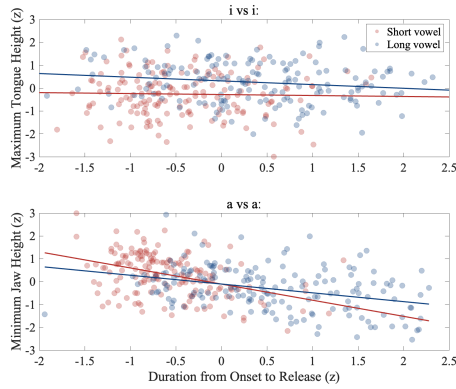 i vs i:
Maximum Tongue Height (z)
3
2
1
0
-1
-2
-3
Short vowel
Long vowel
-2 -1.5 -1 -0.5 0 0.5 1 1.5 2 2.5
a vs a:
Minimum Jaw Height (z)
3
2
1
0
-1
-2
-3
-2 -1.5 -1 -0.5 0 0.5 1 1.5 2 2.5
Duration from Onset to Release (z)